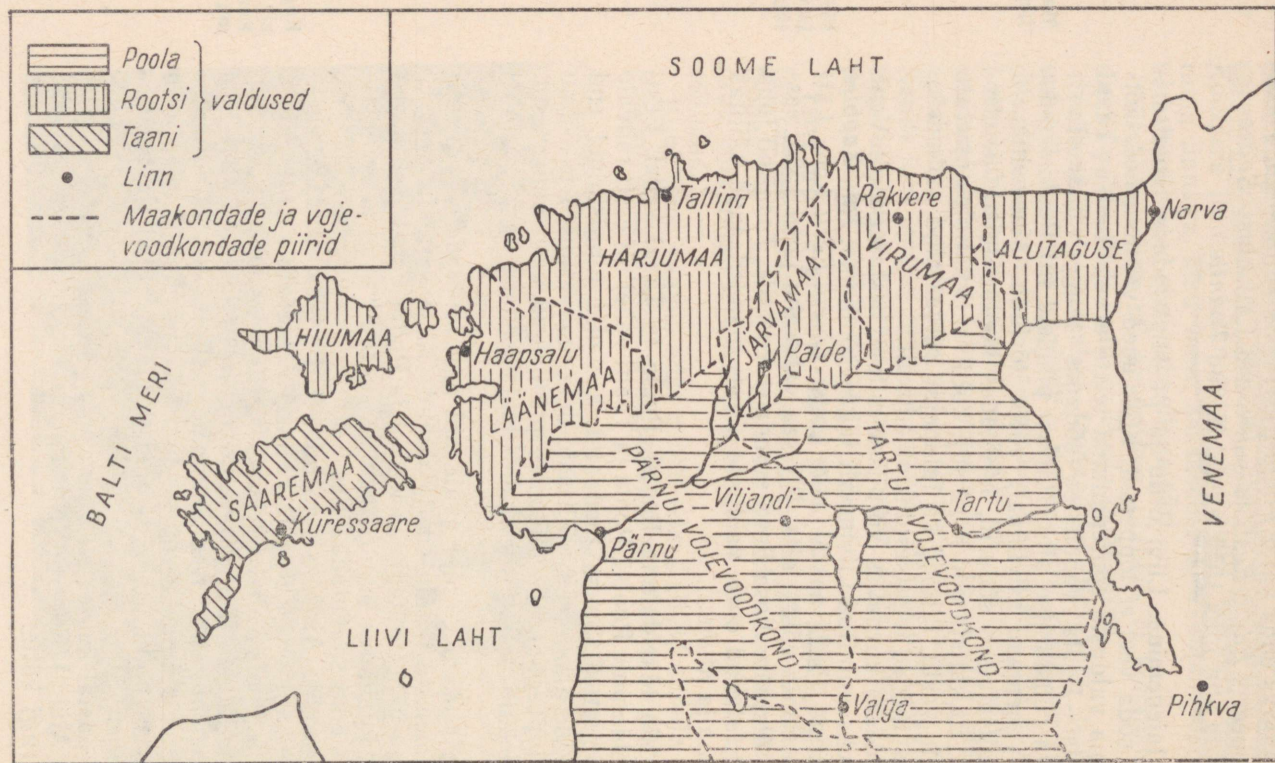 Poola
Rootsi
Taani
valdused
Linn
Maakondade ja voje-
voodkondade piirid
SOOME LAHT
Tallinn
Rakvere
Narva
HARJUMAA
VIRUMAA
ALUTAGUSE
JÄRVAMAA
HIIUMAA
Haapsalu
Paide
LÄÄNEMAA
BALTI MERI
VENEMAA
SAAREMAA
Kuressaare
PÄRNU VOJEVOODKOND
TARTU VOJEVOODKOND
Viljandi
Tartu
Pärnu
LIIVI LAHT
Valga
Pihkva